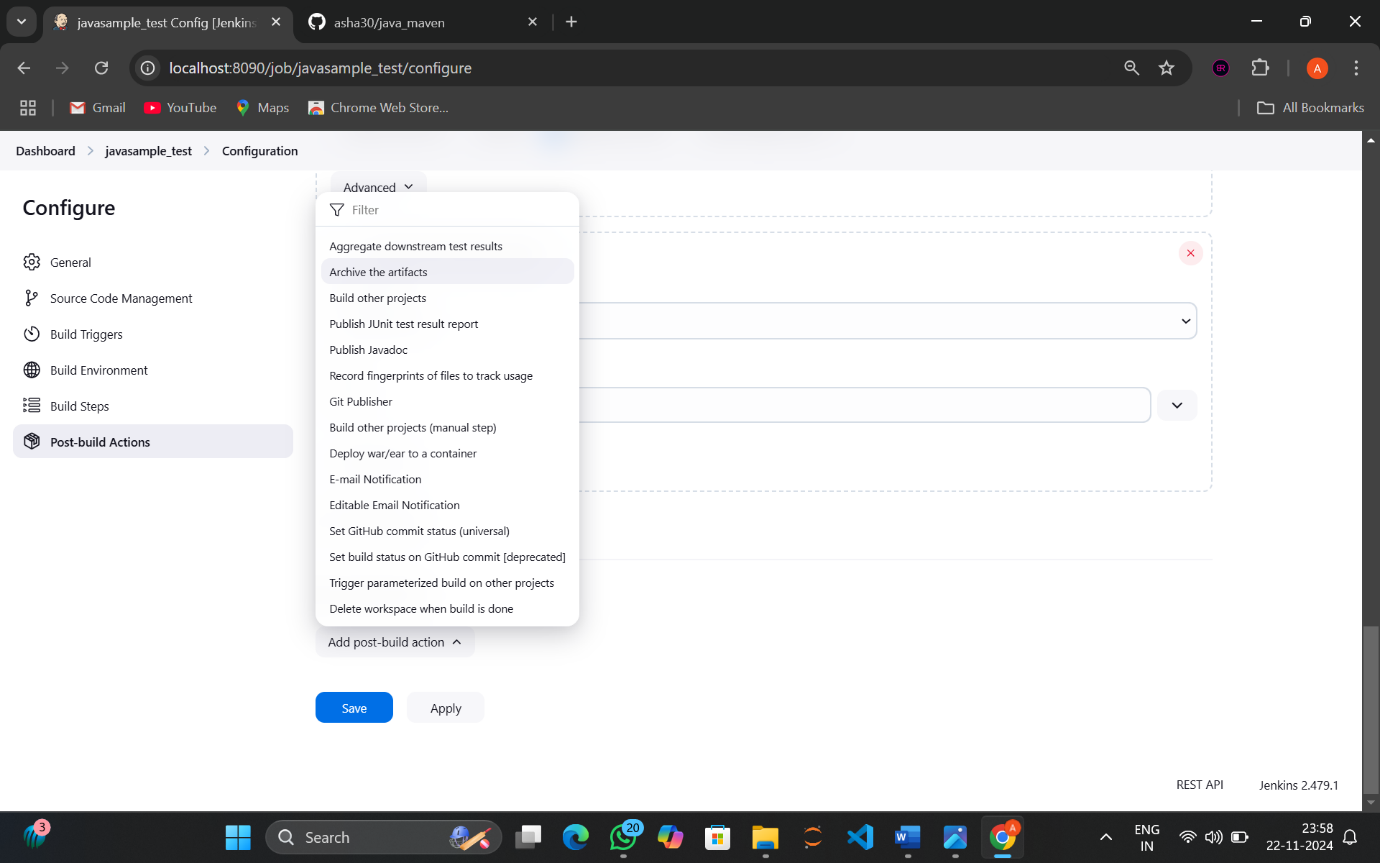 javasample_test Config [Jenkins
asha30/java_maven
localhost:8090/job/javasample_test/configure
BR
A
Gmail
YouTube
Maps
Chrome Web Store...
All Bookmarks
Dashboard
javasample_test
Configuration
Configure
General
Source Code Management
Build Triggers
Build Environment
Build Steps
Post-build Actions
Advanced
Filter
Aggregate downstream test results
Archive the artifacts
Build other projects
Publish JUnit test result report
Publish Javadoc
Record fingerprints of files to track usage
Git Publisher
Build other projects (manual step)
Deploy war/ear to a container
E-mail Notification
Editable Email Notification
Set GitHub commit status (universal)
Set build status on GitHub commit [deprecated]
Trigger parameterized build on other projects
Delete workspace when build is done
Add post-build action
Save
Apply
REST API
Jenkins 2.479.1
3
Search
20
W
A
ENG
IN
23:58
22-11-2024